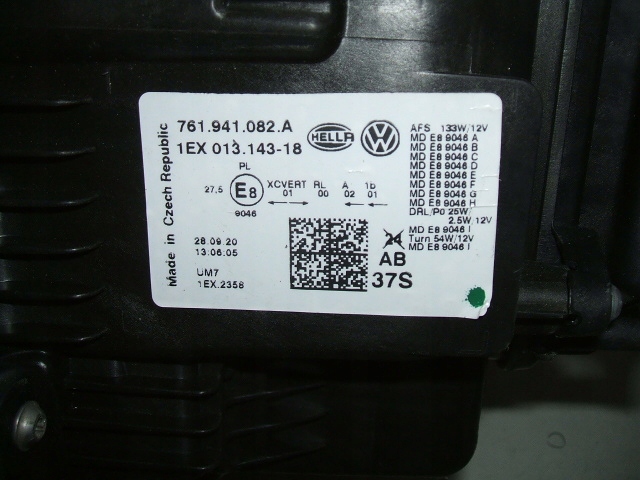 761.941.082.A
1EX 013.143-18
HELLA
Made in Czech Republic
PL
27.5 E8 XCVERT RL A 1b
01 00 02 01
9046
28.09.20
13.06.05
UM7
1EX.2358
AB
37S
AFS 133W/12V
MD E8 9046 A
MD E8 9046 B
MD E8 9046 C
MD E8 9046 D
MD E8 9046 E
MD E8 9046 F
MD E8 9046 G
MD E8 9046 H
DRL/P0 25W/
2.5W/12V
MD E8 9046 I
Turn 54W/12V
MD E8 9046 I